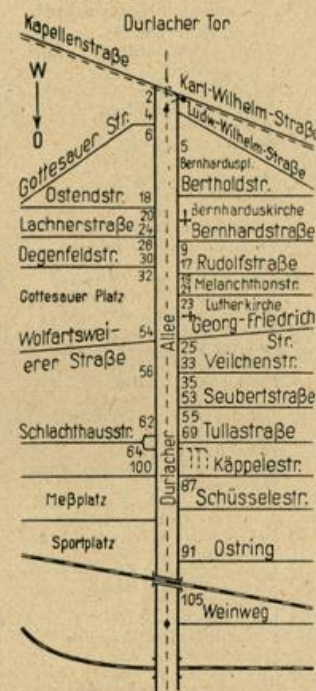 Durlacher Tor
Kapellenstraße
W
O
Karl-Wilhelm-Straße
Ludw.-Wilhelm-Straße
2
4
6
Gottesauer Str.
5
Bernharduspl.
Bertholdstr.
Ostendstr. 18
Bernharduskirche
20
Lachnerstraße 24
Bernhardstraße
26
Degenfeldstr. 30
9
17 Rudolfstraße
32
19
21 Melanchthonstr.
Gottesauer Platz
23 Lutherkirche
Georg-Friedrich
Str.
Wolfartswei-
erer Straße
54
56
25
33 Veilchenstr.
35
53 Seubertstraße
62
Schlachthausstr.
64
100
55
69 Tullastraße
Käppelestr.
87
Schüsselestr.
Meßplatz
Sportplatz
91 Ostring
105
Weinweg
Durlacher Allee